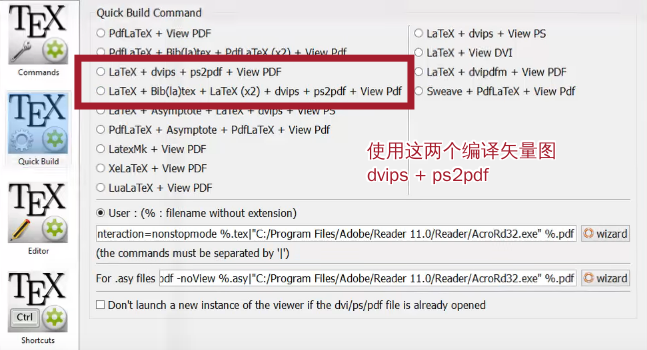 TEX
Commands
TEX
Quick Build
TEX
Editor
TEX
Ctrl
Shortcuts
Quick Build Command
PdfLaTeX + View PDF
PdfLaTeX + Bib(la)tex + PdfLaTeX (x2) + View Pdf
LaTeX + dvips + ps2pdf + View PDF
LaTeX + Bib(la)tex + LaTeX (x2) + dvips + ps2pdf + View Pdf
LaTeX + Asymptote + LaTeX + dvips + View PS
PdfLaTeX + Asymptote + PdfLaTeX + View Pdf
LatexMk + View PDF
XeLaTeX + View PDF
LuaLaTeX + View PDF
LaTeX + dvips + View PS
LaTeX + View DVI
LaTeX + dvipdfm + View PDF
Sweave + PdfLaTeX + View Pdf
使用这两个编译矢量图
dvips + ps2pdf
User : (% : filename without extension)
nteraction=nonstopmode %.tex|"C:/Program Files/Adobe/Reader 11.0/Reader/AcroRd32.exe" %.pdf wizard
(the commands must be separated by '|')
For .asy files pdf -noView %.asy|"C:/Program Files/Adobe/Reader 11.0/Reader/AcroRd32.exe" %.pdf wizard
Don't launch a new instance of the viewer if the dvi/ps/pdf file is already opened